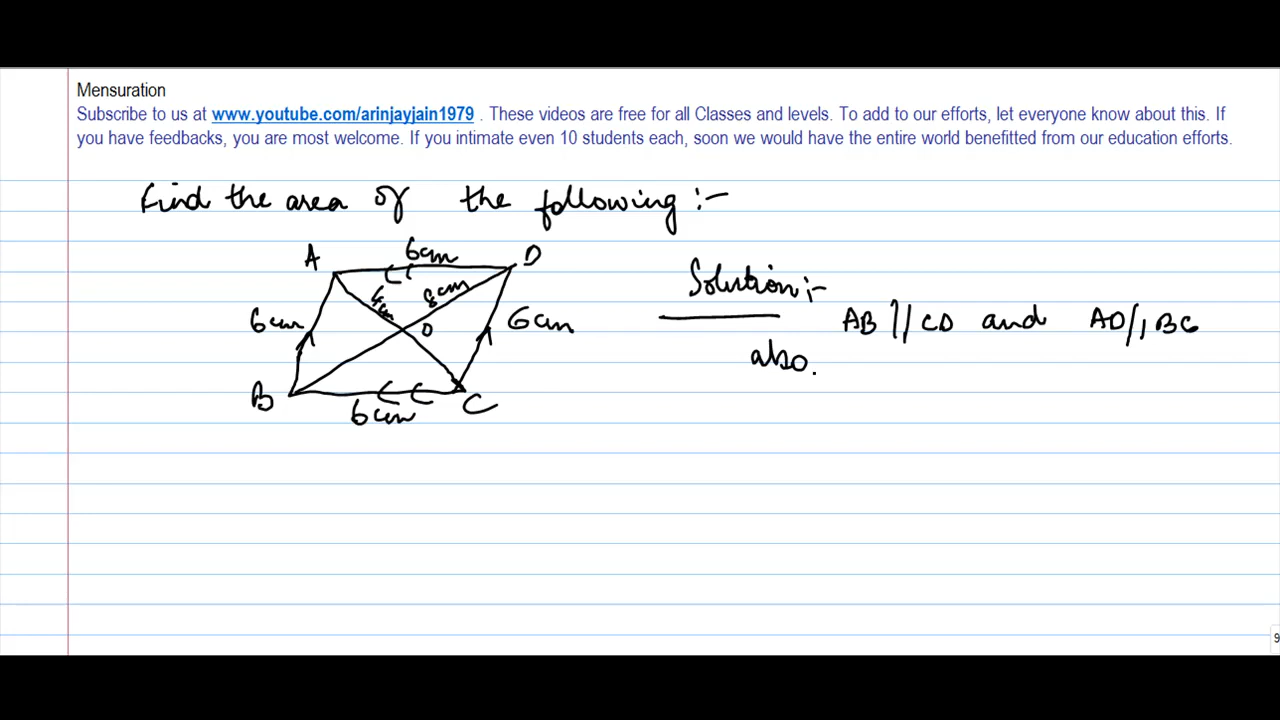 Mensuration
Subscribe to us at www.youtube.com/arinjayjain1979 . These videos are free for all Classes and levels. To add to our efforts, let everyone know about this. If
you have feedbacks, you are most welcome. If you intimate even 10 students each, soon we would have the entire world benefitted from our education efforts.
Find the area of the following :-
A 6cm D
4cm 8cm
Solution :-
6cm O 6cm
AB // CD and AD // BC
also.
B 6cm C
9